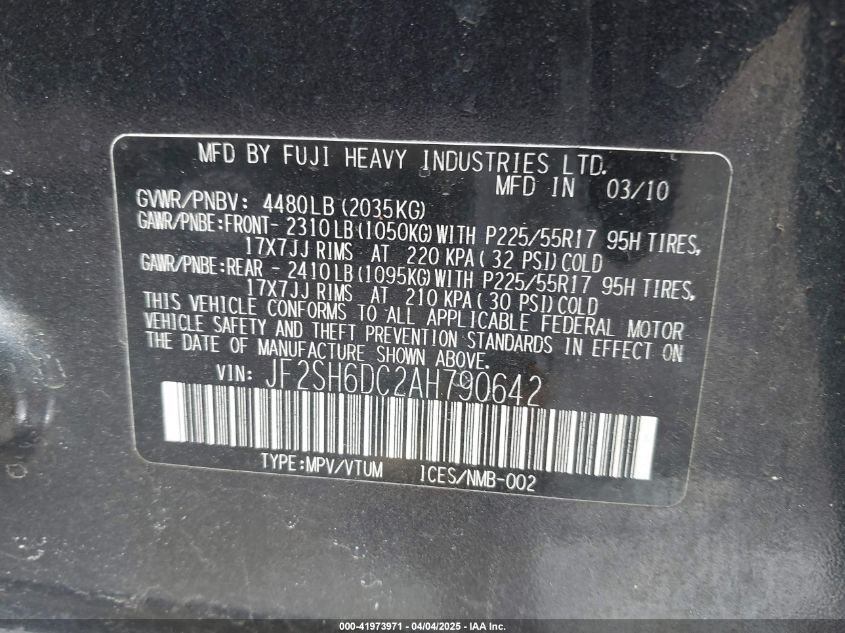 MFD BY FUJI HEAVY INDUSTRIES LTD.
MFD IN 03/10
GVWR/PNBV: 4480LB (2035KG)
GAWR/PNBE:FRONT- 2310LB(1050KG)WITH P225/55R17 95H TIRES,
17X7JJ RIMS AT 220 KPA( 32 PSI)COLD
GAWR/PNBE:REAR - 2410LB(1095KG)WITH P225/55R17 95H TIRES,
17X7JJ RIMS AT 210 KPA( 30 PSI)COLD
THIS VEHICLE CONFORMS TO ALL APPLICABLE FEDERAL MOTOR
VEHICLE SAFETY AND THEFT PREVENTION STANDARDS IN EFFECT ON
THE DATE OF MANUFACTURE SHOWN ABOVE.
VIN: JF2SH6DC2AH790642
TYPE:MPV/VTUM ICES/NMB-002
000-41973971 - 04/04/2025 - IAA Inc.